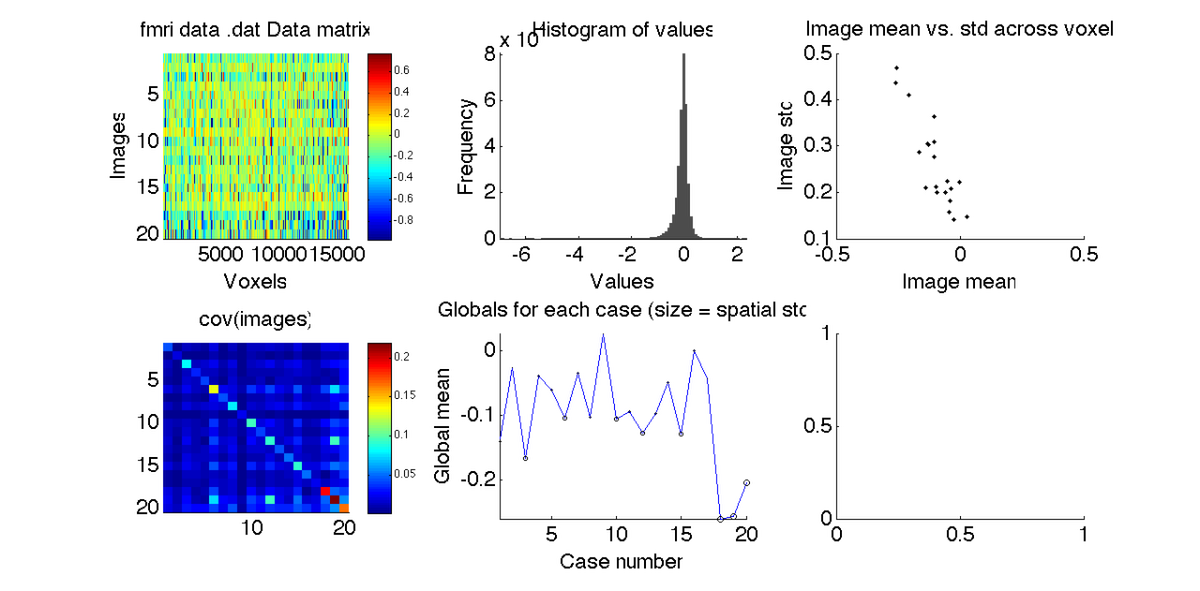 fmri data .dat Data matrix
Images
5
10
15
20
5000 10000 15000
Voxels
0.6
0.4
0.2
0
-0.2
-0.4
-0.6
-0.8
Histogram of values
x 10
8
6
4
2
0
Frequency
-6 -4 -2 0 2
Values
Image mean vs. std across voxel
0.5
0.4
0.3
0.2
0.1
Image std
-0.5 0 0.5
Image mean
cov(images)
5
10
15
20
10 20
0.2
0.15
0.1
0.05
Globals for each case (size = spatial std
0
-0.1
-0.2
Global mean
5 10 15 20
Case number
1
0.5
0
0 0.5 1